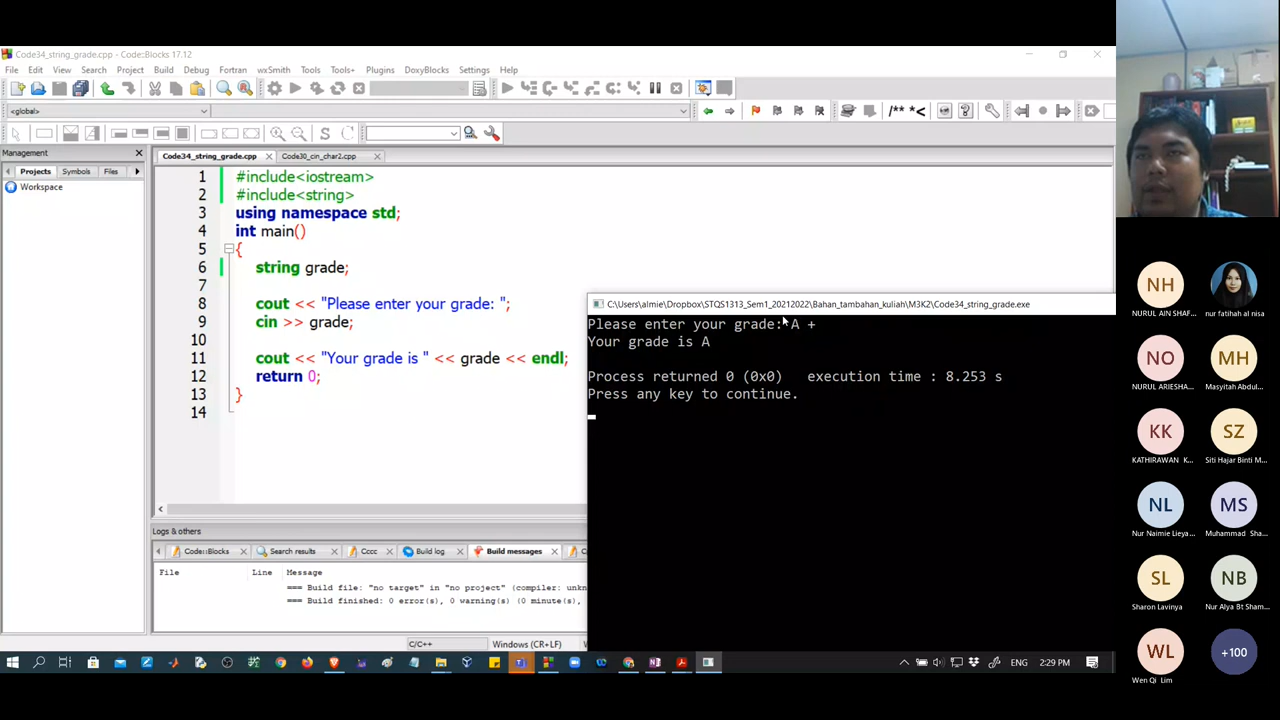 Code34_string_grade.cpp - Code::Blocks 17.12
File Edit View Search Project Build Debug Fortran wxSmith Tools Tools+ Plugins DoxyBlocks Settings Help
<global>
/** *<
S C
Management
Projects Symbols Files
Workspace
Code34_string_grade.cpp Code30_cin_char2.cpp
1 #include<iostream>
2 #include<string>
3 using namespace std;
4 int main()
5 {
6 string grade;
7
8 cout << "Please enter your grade: ";
9 cin >> grade;
10
11 cout << "Your grade is " << grade << endl;
12 return 0;
13 }
14
C:\Users\almie\Dropbox\STQS1313_Sem1_20212022\Bahan_tambahan_kuliah\M3K2\Code34_string_grade.exe
Please enter your grade: A +
Your grade is A
Process returned 0 (0x0) execution time : 8.253 s
Press any key to continue.
Logs & others
Code::Blocks Search results Cccc Build log Build messages
File Line Message
=== Build file: "no target" in "no project" (compiler: unkn
=== Build finished: 0 error(s), 0 warning(s) (0 minute(s),
C/C++ Windows (CR+LF)
ENG 2:29 PM
NH
NURUL AIN SHAF...
nur fatihah al nisa
NO
NURUL ARIESHA...
MH
Masyitah Abdul...
KK
KATHIRAWAN K...
SZ
Siti Hajar Binti M...
NL
Nur Naimie Lieya...
MS
Muhammad Sha...
SL
Sharon Lavinya
NB
Nur Alya Bt Sham...
WL
Wen Qi Lim
+100